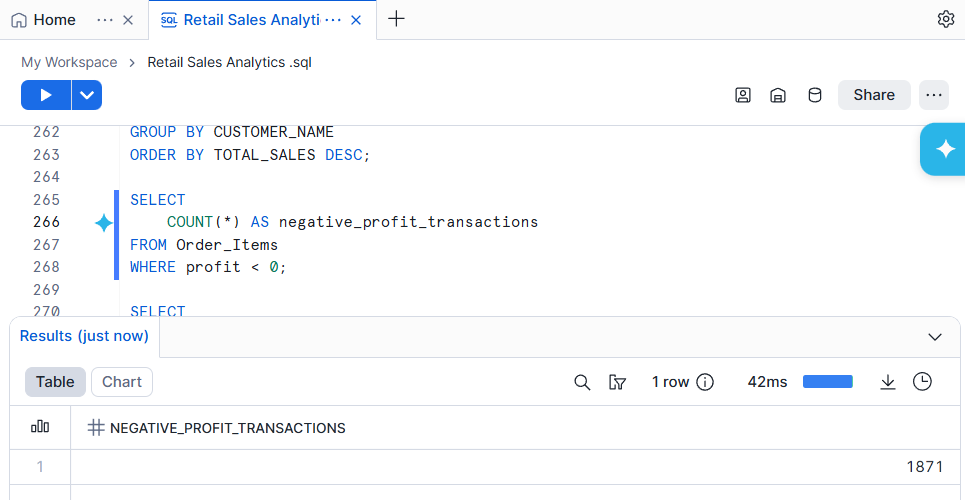 Home ··· ×
SQL Retail Sales Analyti ··· × +
My Workspace > Retail Sales Analytics .sql
Share ···
262 GROUP BY CUSTOMER_NAME
263 ORDER BY TOTAL_SALES DESC;
264
265 SELECT
266 COUNT(*) AS negative_profit_transactions
267 FROM Order_Items
268 WHERE profit < 0;
269
270 SELECT
Results (just now)
Table Chart 1 row 42ms
NEGATIVE_PROFIT_TRANSACTIONS
1 1871